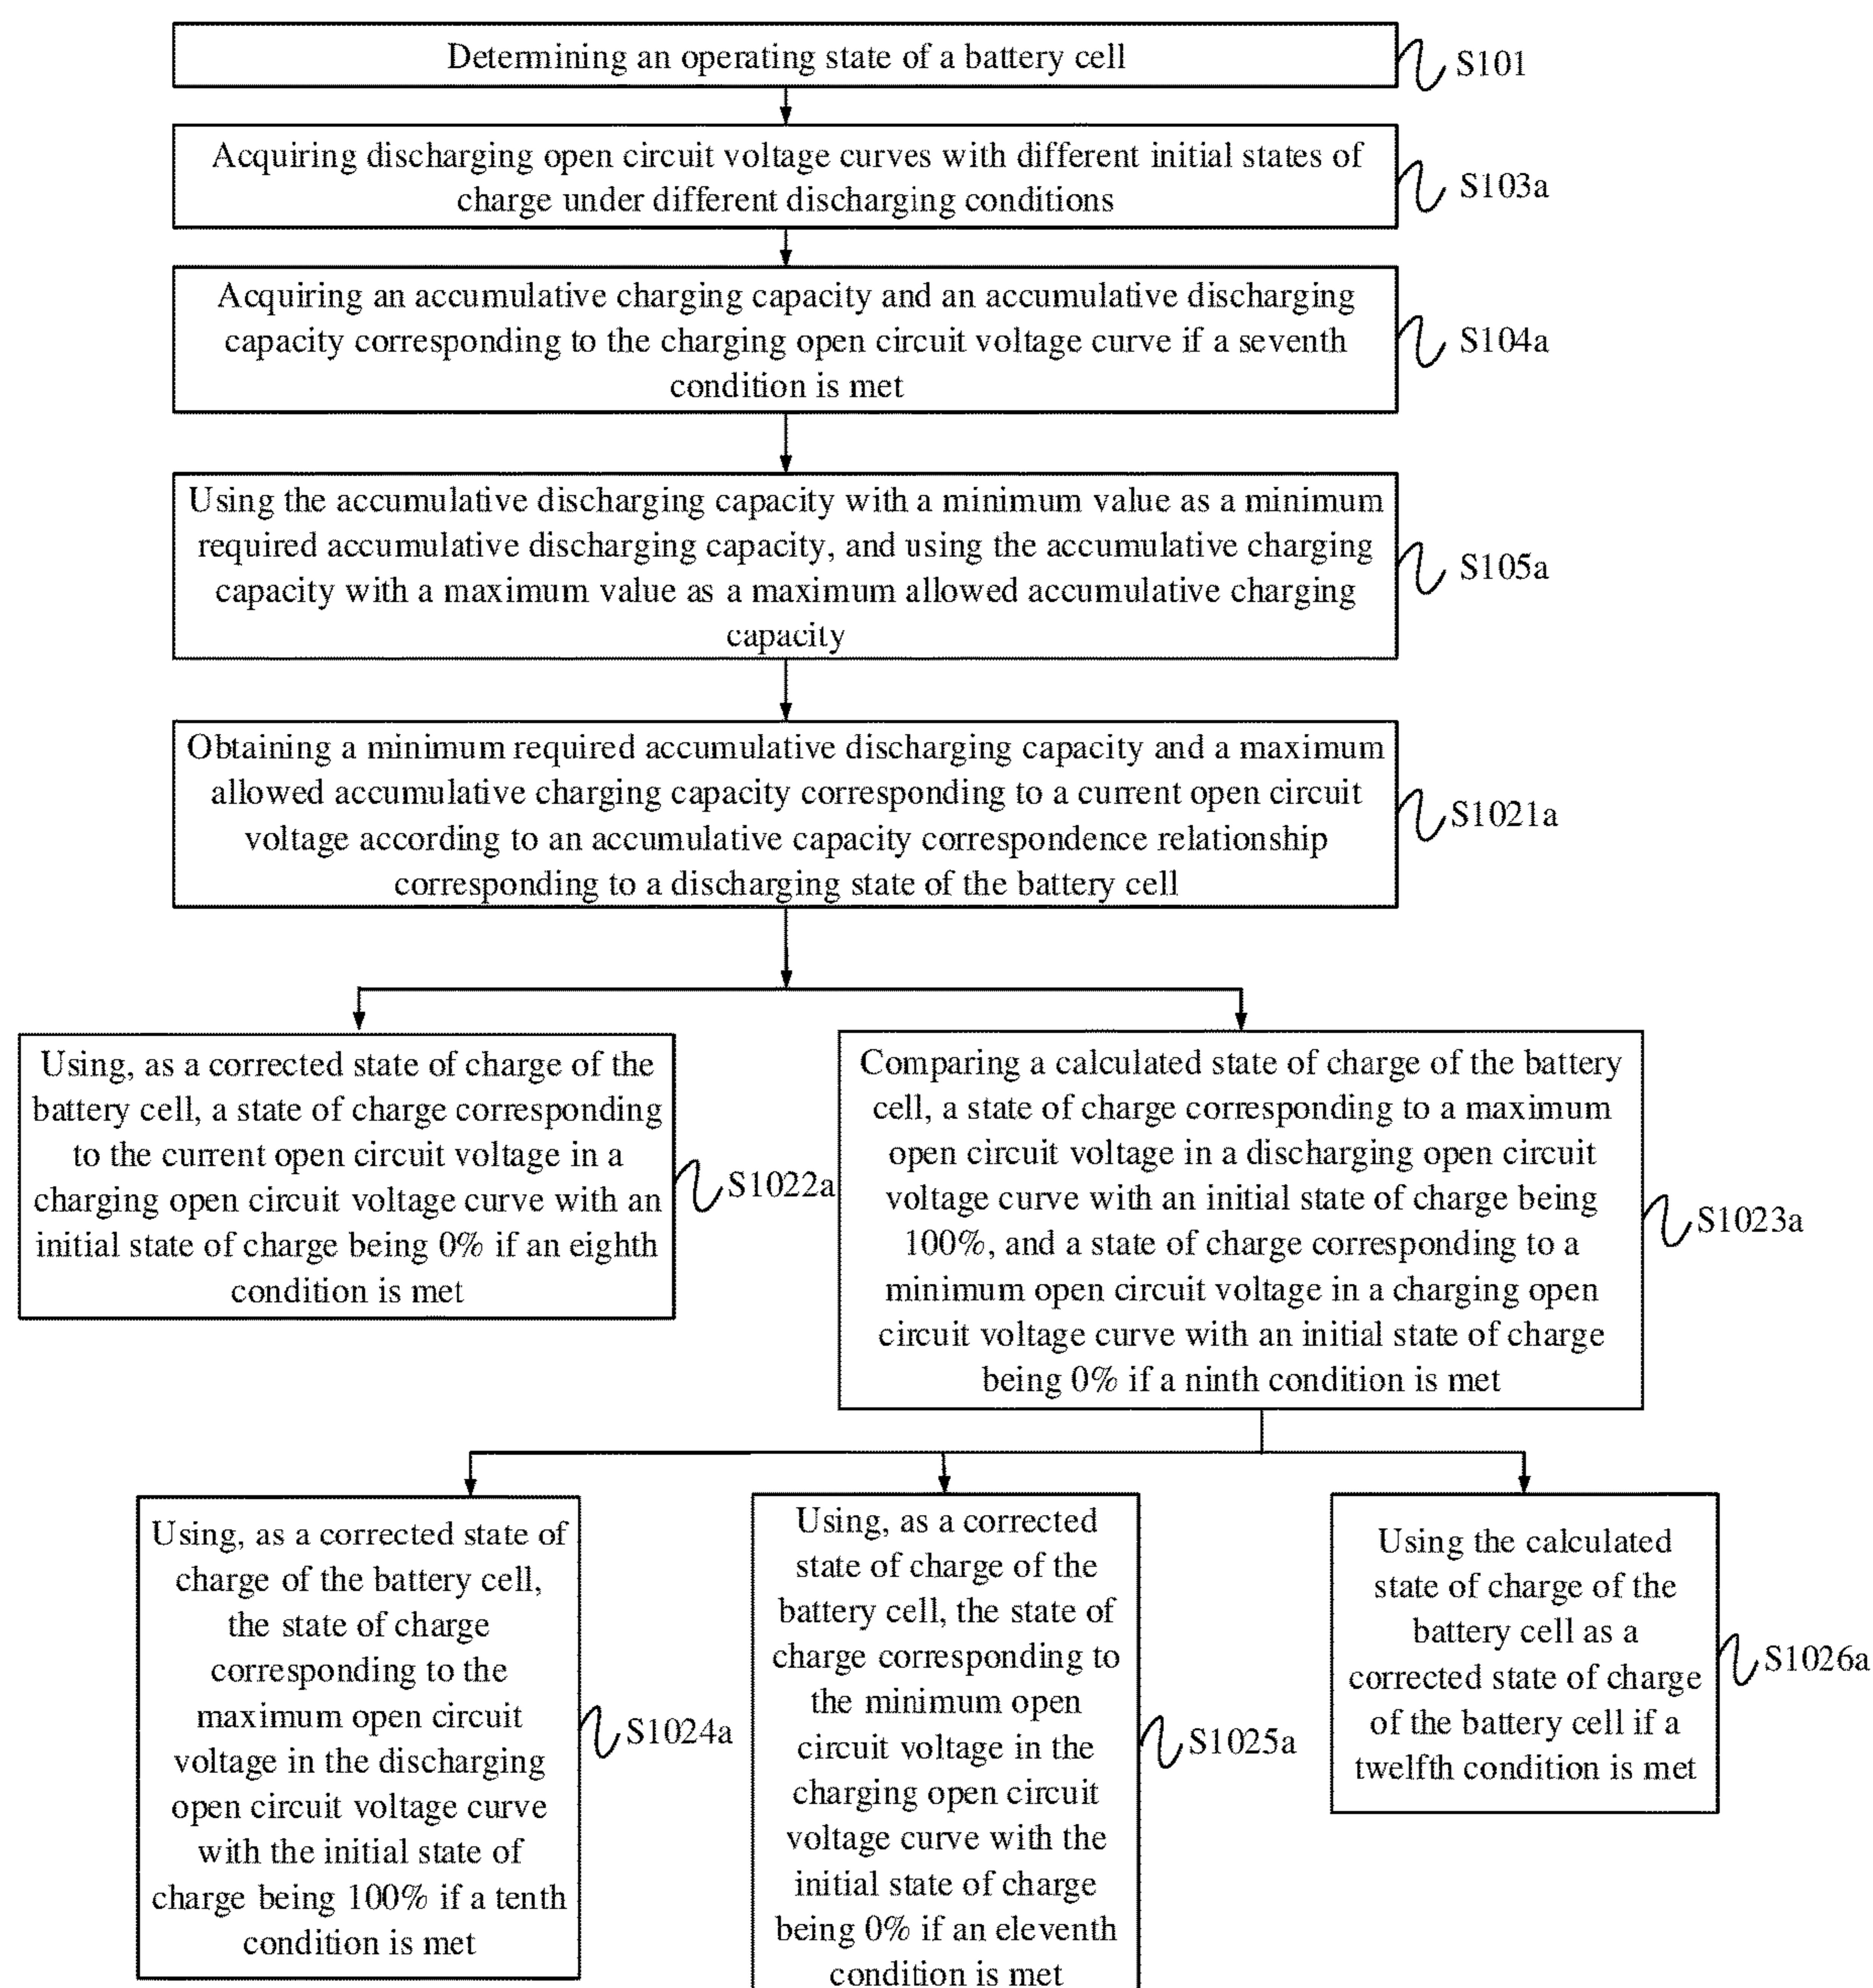 Determining an operating state of a battery cell
S101
Acquiring discharging open circuit voltage curves with different initial states of
charge under different discharging conditions
S103a
Acquiring an accumulative charging capacity and an accumulative discharging
capacity corresponding to the charging open circuit voltage curve if a seventh
condition is met
S104a
Using the accumulative discharging capacity with a minimum value as a minimum
required accumulative discharging capacity, and using the accumulative charging
capacity with a maximum value as a maximum allowed accumulative charging
capacity
S105a
Obtaining a minimum required accumulative discharging capacity and a maximum
allowed accumulative charging capacity corresponding to a current open circuit
voltage according to an accumulative capacity correspondence relationship
corresponding to a discharging state of the battery cell
S1021a
Using, as a corrected state of charge of the
battery cell, a state of charge corresponding
to the current open circuit voltage in a
charging open circuit voltage curve with an
initial state of charge being 0% if an eighth
condition is met
S1022a
Comparing a calculated state of charge of the battery
cell, a state of charge corresponding to a maximum
open circuit voltage in a discharging open circuit
voltage curve with an initial state of charge being
100%, and a state of charge corresponding to a
minimum open circuit voltage in a charging open
circuit voltage curve with an initial state of charge
being 0% if a ninth condition is met
S1023a
Using, as a corrected state of
charge of the battery cell,
the state of charge
corresponding to the
maximum open circuit
voltage in the discharging
open circuit voltage curve
with the initial state of
charge being 100% if a tenth
condition is met
S1024a
Using, as a corrected
state of charge of the
battery cell, the state of
charge corresponding to
the minimum open
circuit voltage in the
charging open circuit
voltage curve with the
initial state of charge
being 0% if an eleventh
condition is met
S1025a
Using the calculated
state of charge of the
battery cell as a
corrected state of charge
of the battery cell if a
twelfth condition is met
S1026a